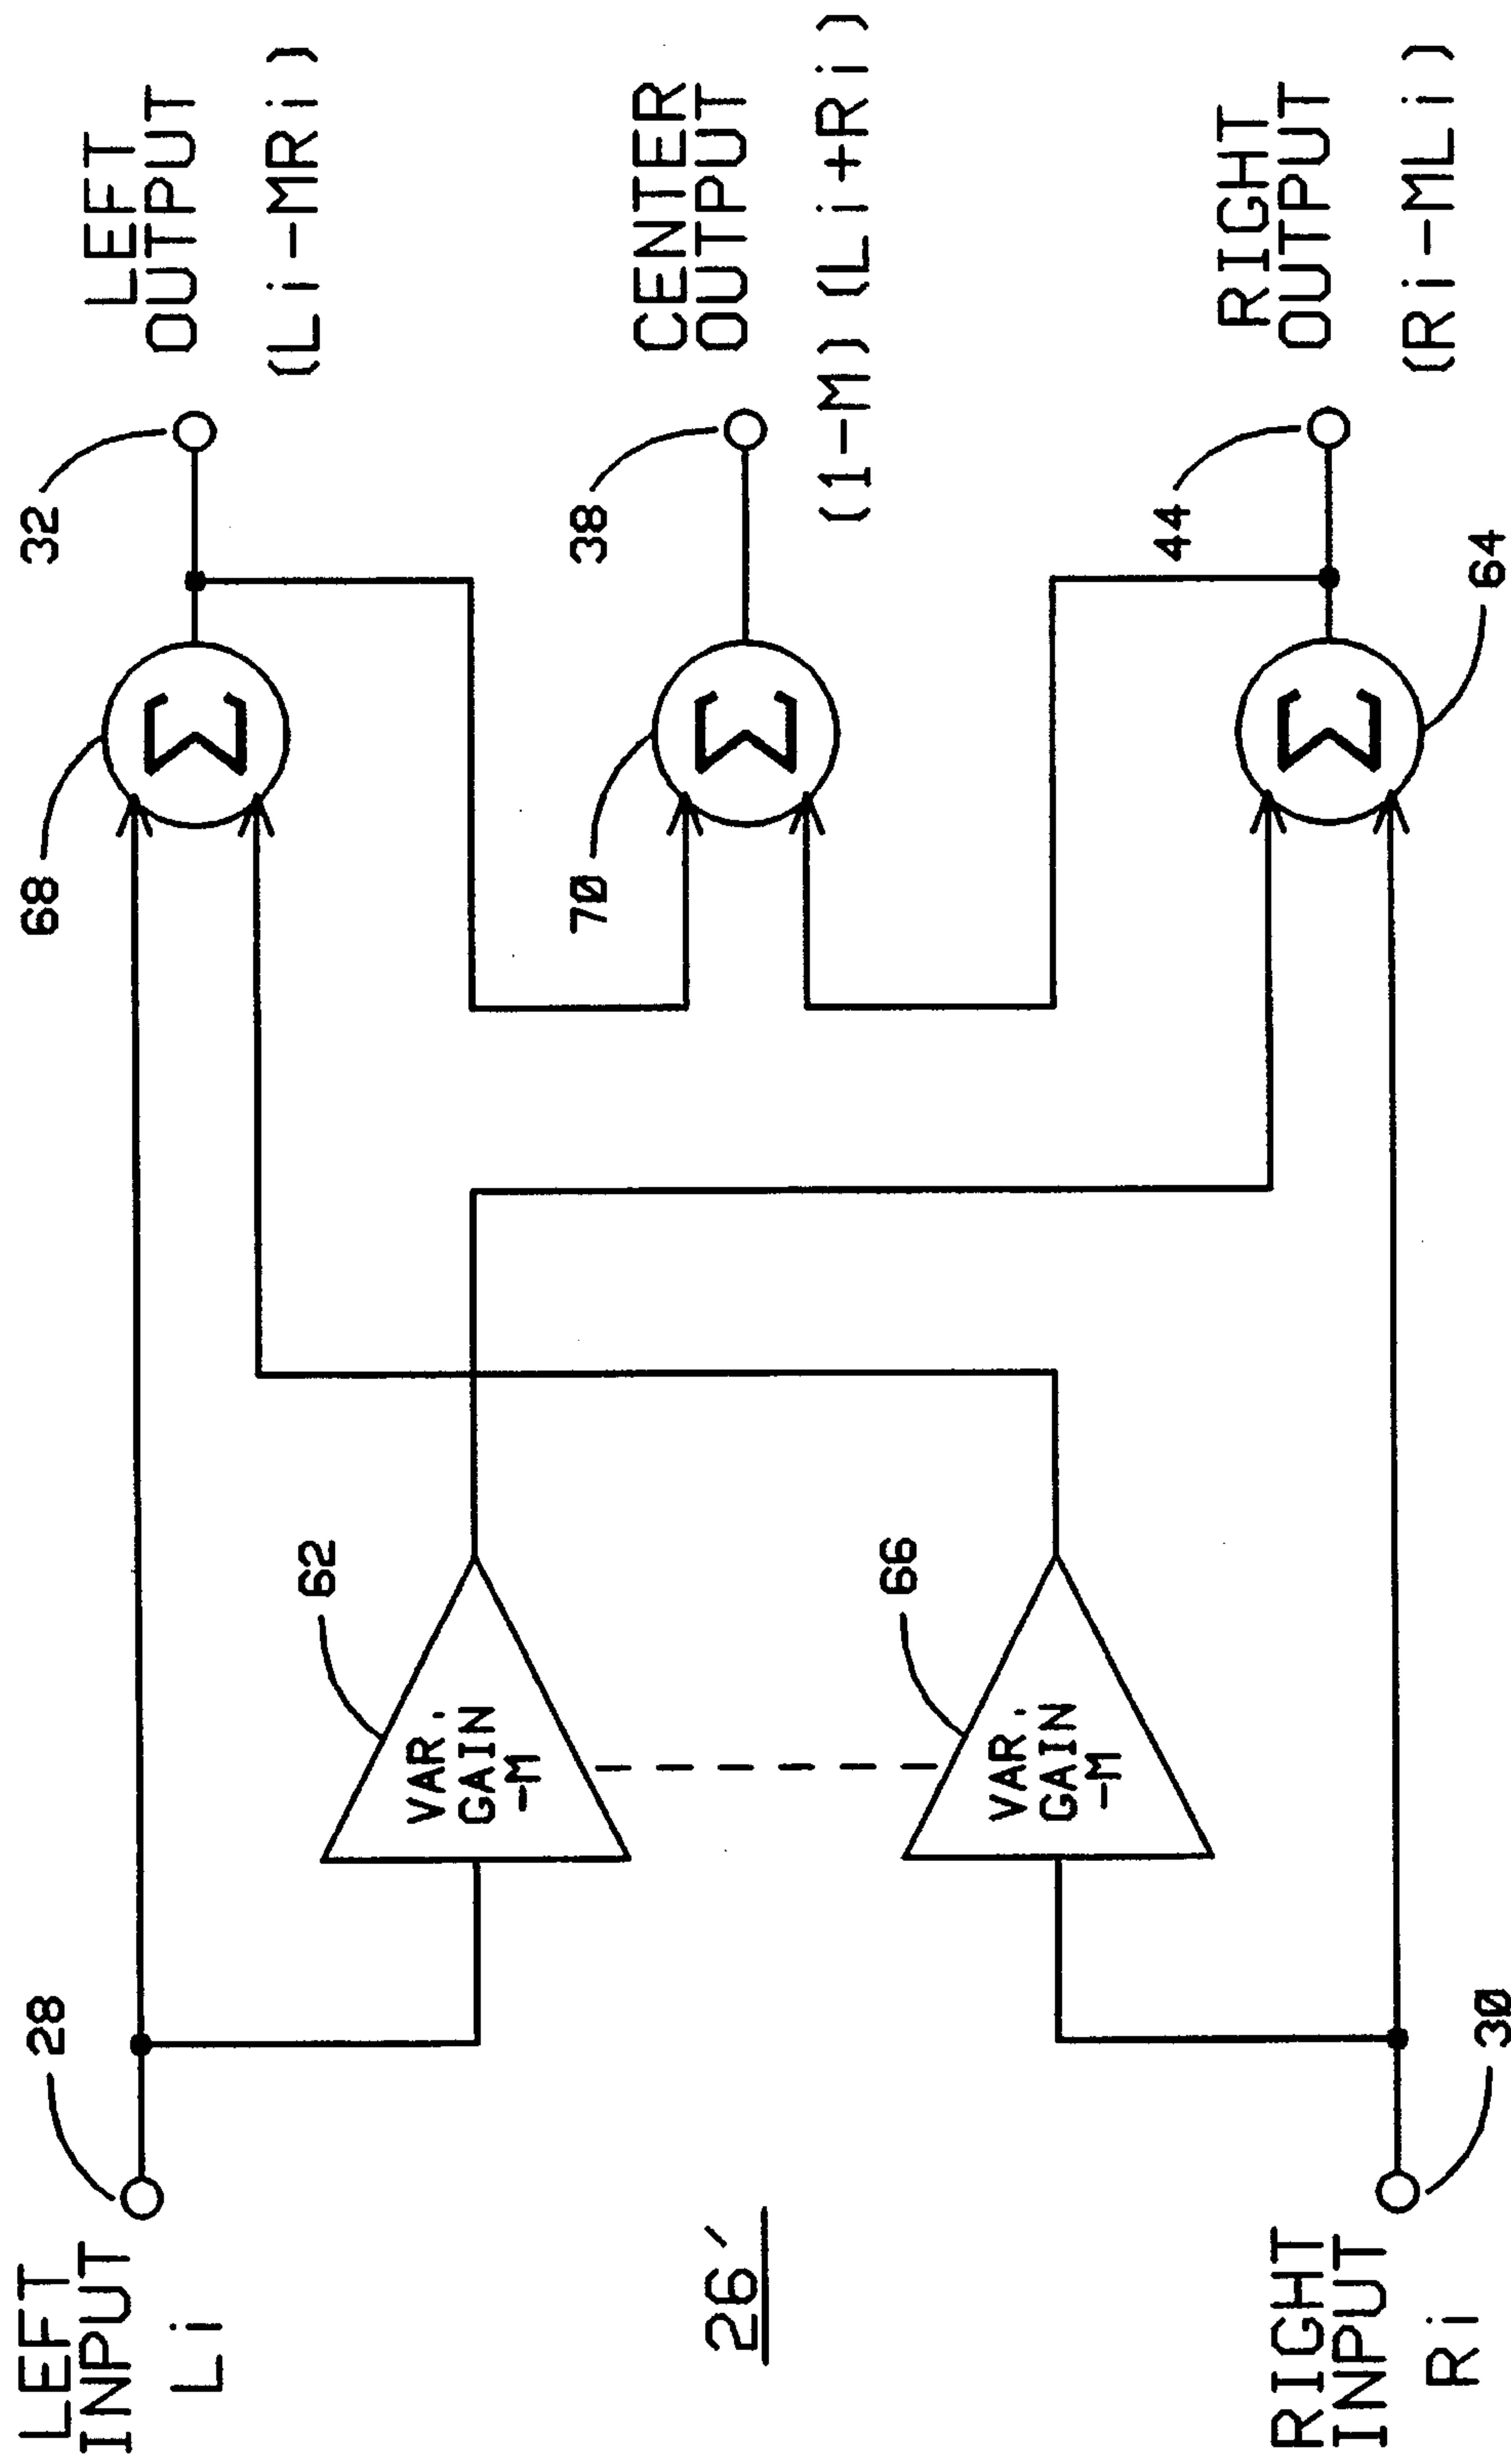 LEFT
INPUT
Li
28
62
VAR.
GAIN
-M
68
Σ
32
LEFT
OUTPUT
(Li-MRi)
26′
70
Σ
38
CENTER
OUTPUT
(1-M)(Li+Ri)
66
VAR.
GAIN
-M
RIGHT
INPUT
Ri
30
Σ
64
44
RIGHT
OUTPUT
(Ri-MLi)